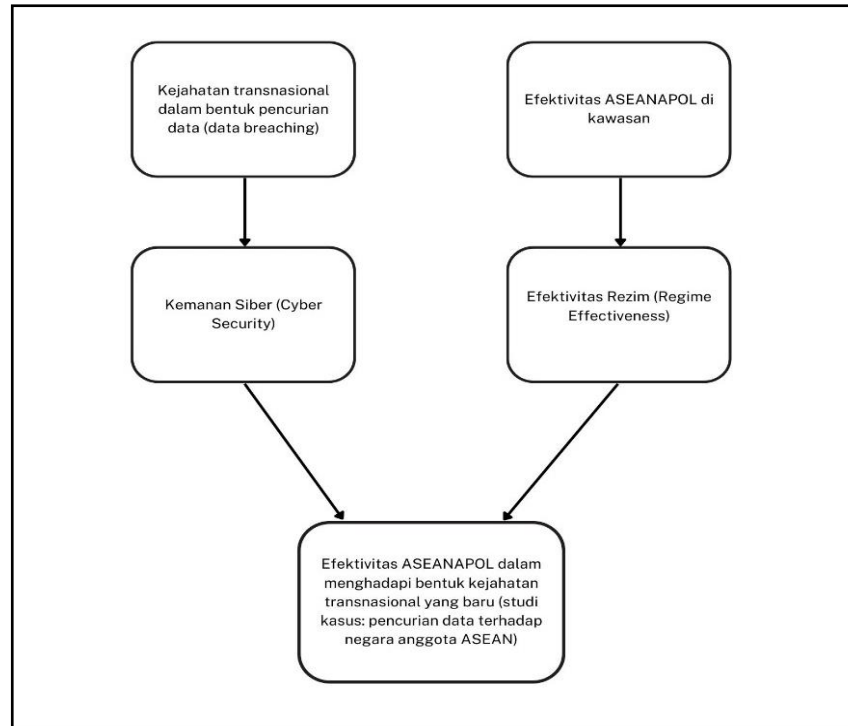 Kejahatan transnasional
dalam bentuk pencurian
data (data breaching)
Efektivitas ASEANAPOL di
kawasan
Kemanan Siber (Cyber
Security)
Efektivitas Rezim (Regime
Effectiveness)
Efektivitas ASEANAPOL dalam
menghadapi bentuk kejahatan
transnasional yang baru (studi
kasus: pencurian data terhadap
negara anggota ASEAN)